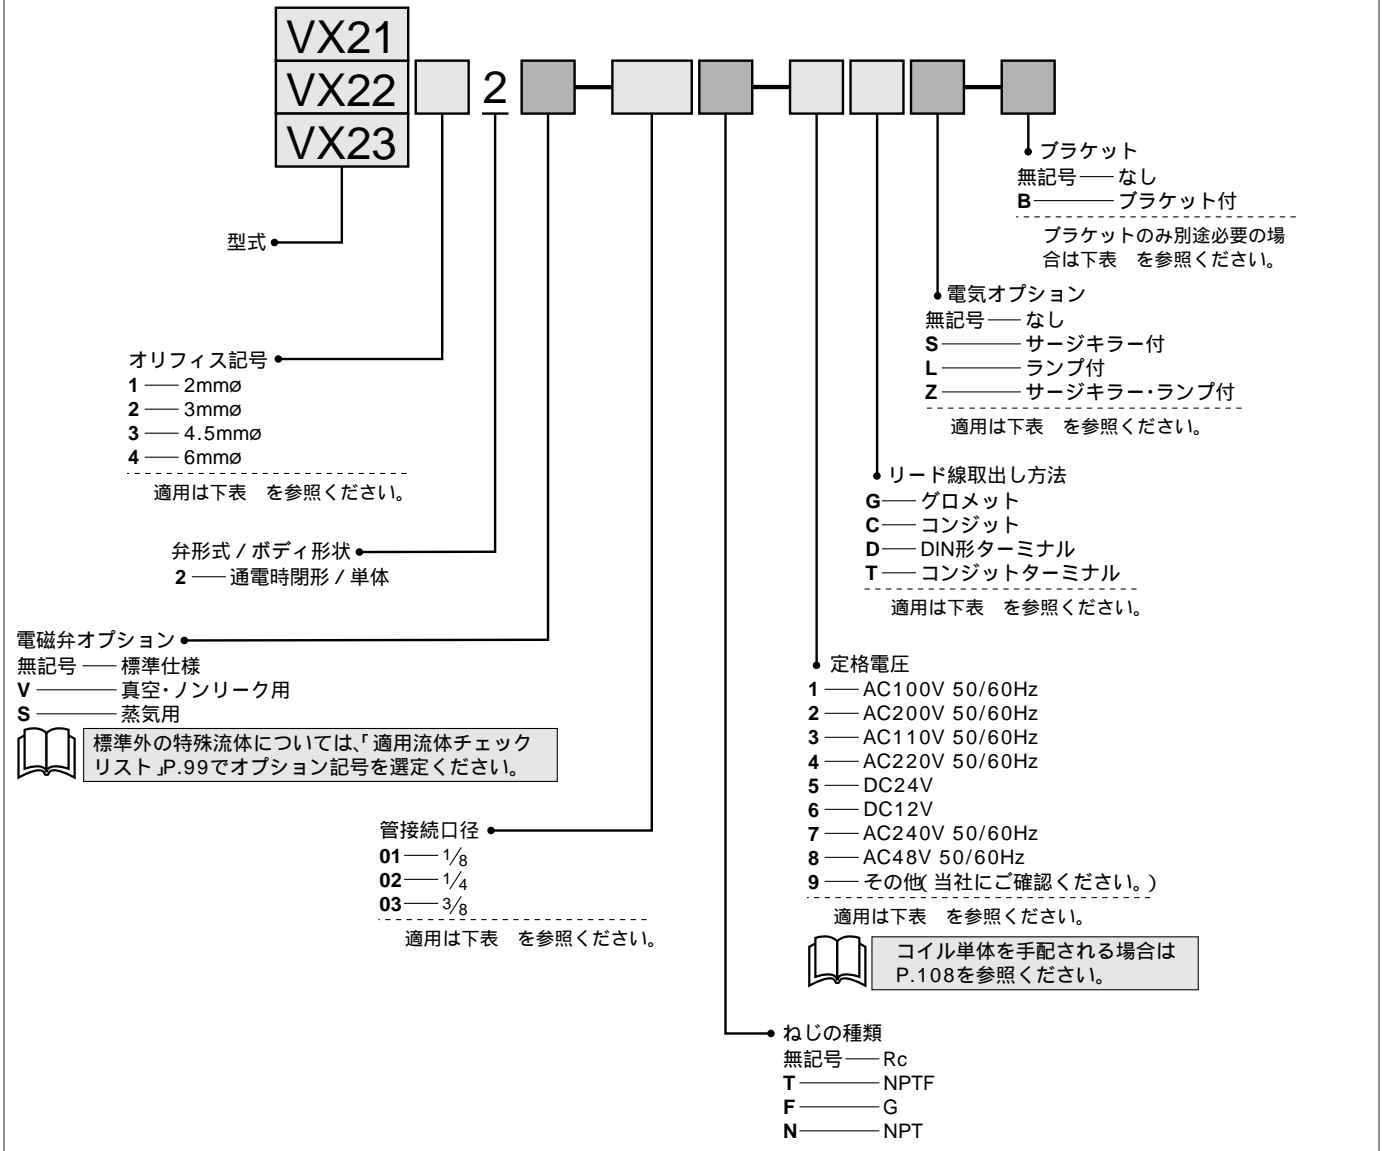 VX21
VX22
VX23
2
型式
オリフィス記号
1 — 2mmø
2 — 3mmø
3 — 4.5mmø
4 — 6mmø
適用は下表 を参照ください。
弁形式 / ボディ形状
2 — 通電時閉形 / 単体
電磁弁オプション
無記号 — 標準仕様
V — 真空・ノンリーク用
S — 蒸気用
標準外の特殊流体については、「適用流体チェック
リスト」P.99でオプション記号を選定ください。
管接続口径
01 — 1/8
02 — 1/4
03 — 3/8
適用は下表 を参照ください。
ねじの種類
無記号 — Rc
T — NPTF
F — G
N — NPT
定格電圧
1 — AC100V 50/60Hz
2 — AC200V 50/60Hz
3 — AC110V 50/60Hz
4 — AC220V 50/60Hz
5 — DC24V
6 — DC12V
7 — AC240V 50/60Hz
8 — AC48V 50/60Hz
9 — その他(当社にご確認ください。)
適用は下表 を参照ください。
コイル単体を手配される場合は
P.108を参照ください。
リード線取出し方法
G — グロメット
C — コンジット
D — DIN形ターミナル
T — コンジットターミナル
適用は下表 を参照ください。
電気オプション
無記号 — なし
S — サージキラー付
L — ランプ付
Z — サージキラー・ランプ付
適用は下表 を参照ください。
ブラケット
無記号 — なし
B — ブラケット付
ブラケットのみ別途必要の場
合は下表 を参照ください。